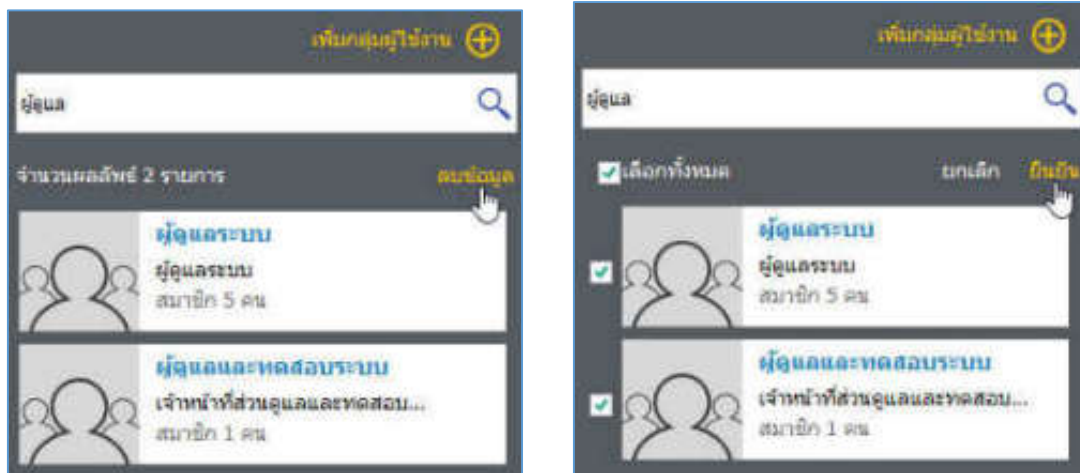 เพิ่มกลุ่มผู้ใช้งาน
ผู้ดูแล
จำนวนผลลัพธ์ 2 รายการ ลบข้อมูล
ผู้ดูแลระบบ
ผู้ดูแลระบบ
สมาชิก 5 คน
ผู้ดูแลและทดสอบระบบ
เจ้าหน้าที่ส่วนดูแลและทดสอบ...
สมาชิก 1 คน
เพิ่มกลุ่มผู้ใช้งาน
ผู้ดูแล
เลือกทั้งหมด ยกเลิก ยืนยัน
ผู้ดูแลระบบ
ผู้ดูแลระบบ
สมาชิก 5 คน
ผู้ดูแลและทดสอบระบบ
เจ้าหน้าที่ส่วนดูแลและทดสอบ...
สมาชิก 1 คน